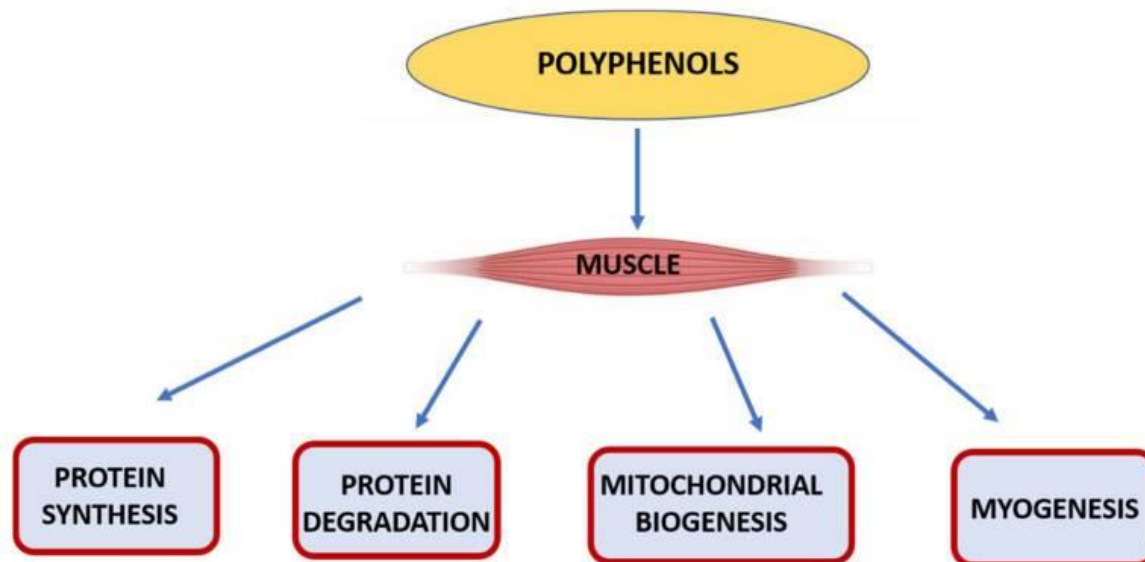 POLYPHENOLS
MUSCLE
PROTEIN
SYNTHESIS
PROTEIN
DEGRADATION
MITOCHONDRIAL
BIOGENESIS
MYOGENESIS